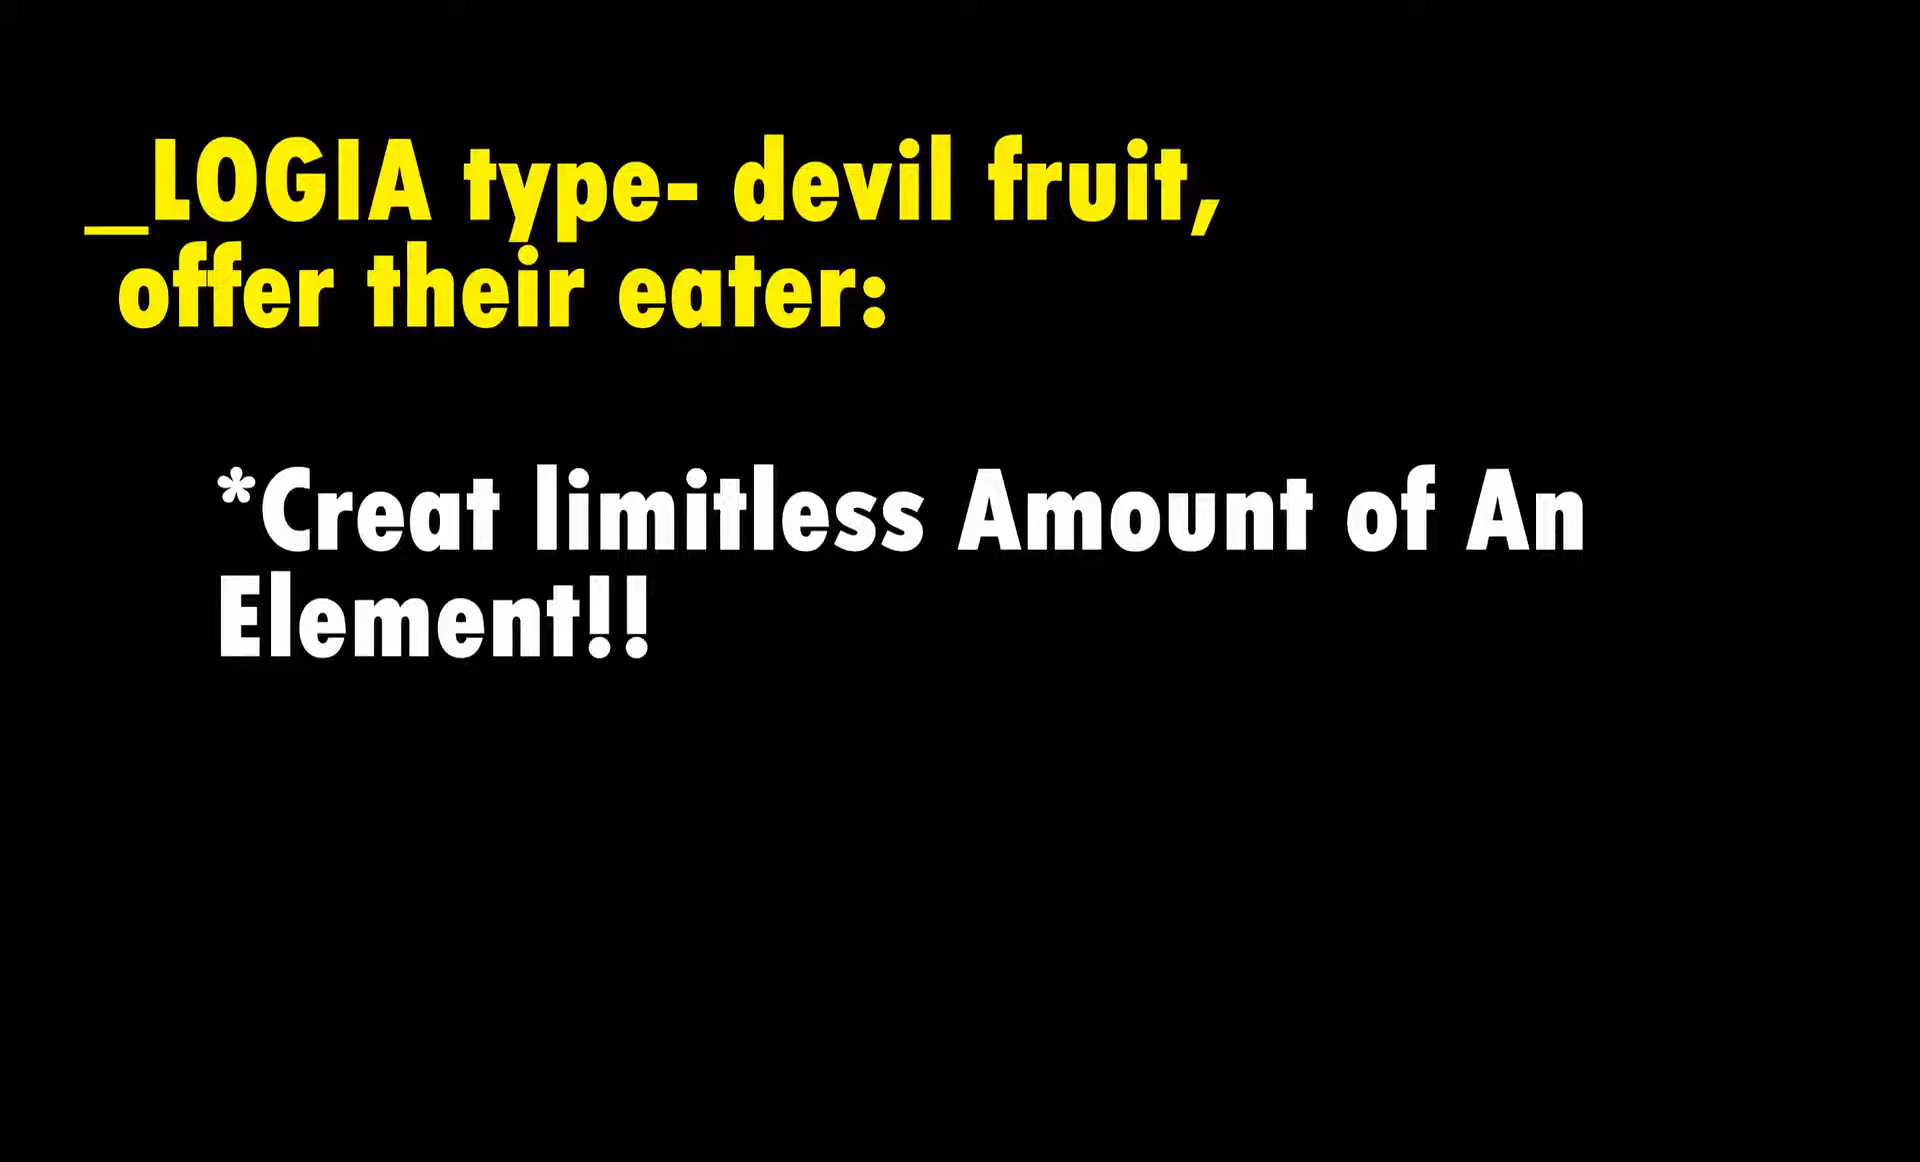 _LOGIA type- devil fruit,
offer their eater:
*Creat limitless Amount of An
Element!!